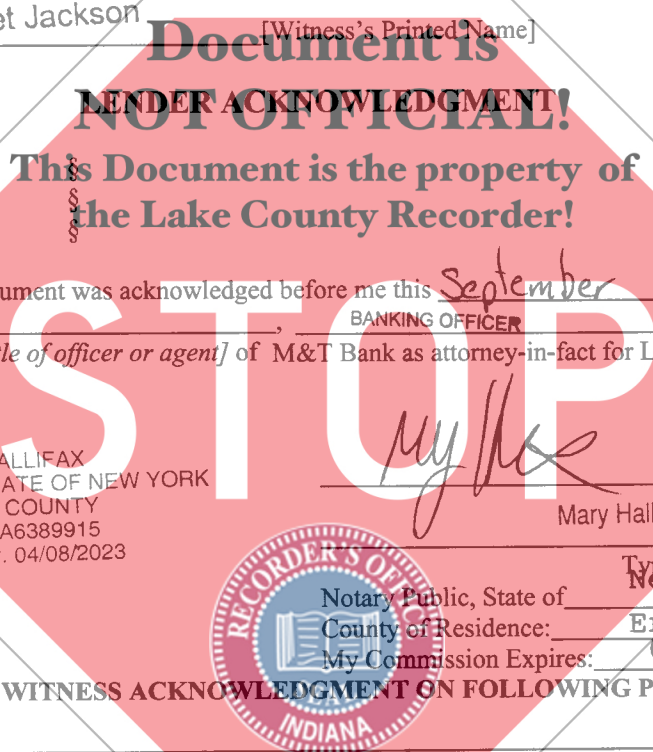 et Jackson
[Witness's Printed Name]
Document is
LENDER ACKNOWLEDGMENT
NOT OFFICIAL!
This Document is the property of
the Lake County Recorder!
§
§
§
ument was acknowledged before me this September
, BANKING OFFICER
le of officer or agent] of M&T Bank as attorney-in-fact for L
STOP
ALLIFAX
ATE OF NEW YORK
COUNTY
A6389915
. 04/08/2023
Mary Hall
Notary Public, State of
County of Residence:
My Commission Expires:
WITNESS ACKNOWLEDGMENT ON FOLLOWING P
RECORDER'S OFFICE
SEAL
INDIANA